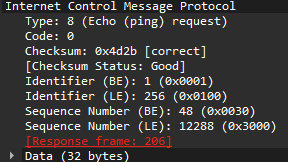 Internet Control Message Protocol
Type: 8 (Echo (ping) request)
Code: 0
Checksum: 0x4d2b [correct]
[Checksum Status: Good]
Identifier (BE): 1 (0x0001)
Identifier (LE): 256 (0x0100)
Sequence Number (BE): 48 (0x0030)
Sequence Number (LE): 12288 (0x3000)
[Response frame: 206]
Data (32 bytes)